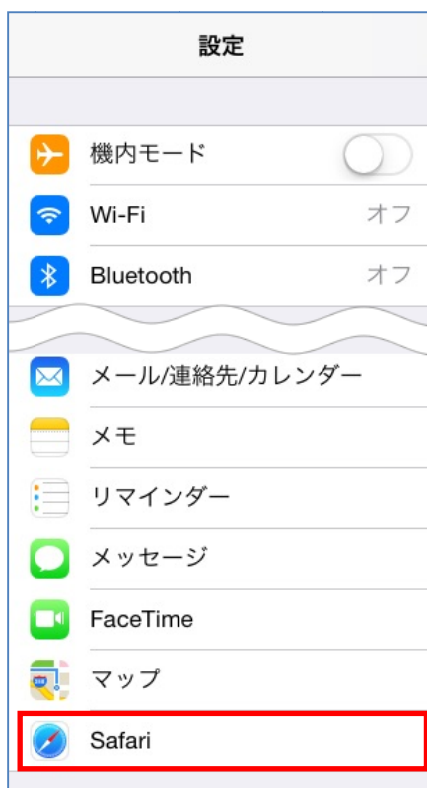 設定
機内モード
Wi-Fi オフ
Bluetooth オフ
メール/連絡先/カレンダー
メモ
リマインダー
メッセージ
FaceTime
マップ
Safari